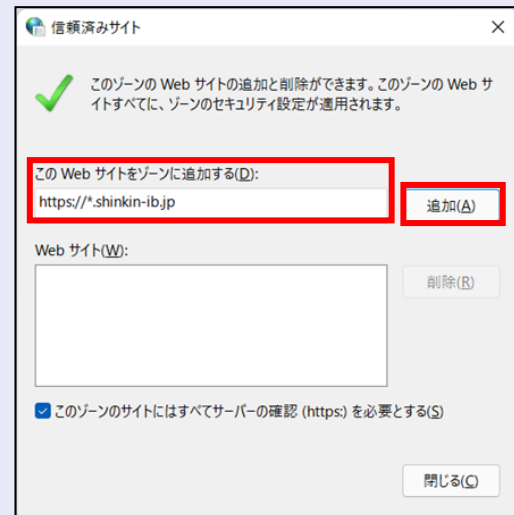 信頼済みサイト
このゾーンの Web サイトの追加と削除ができます。このゾーンの Web サ
イトすべてに、ゾーンのセキュリティ設定が適用されます。
この Web サイトをゾーンに追加する(D):
https://*.shinkin-ib.jp
追加(A)
Web サイト(W):
削除(R)
このゾーンのサイトにはすべてサーバーの確認 (https:) を必要とする(S)
閉じる(C)